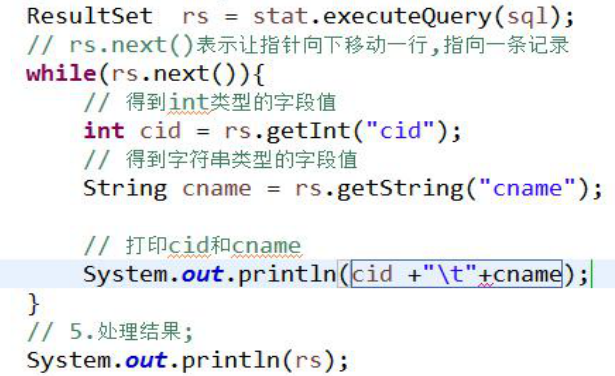 ResultSet  rs = stat.executeQuery(sql);
// rs.next()表示让指针向下移动一行,指向一条记录
while(rs.next()){
    // 得到int类型的字段值
    int cid = rs.getInt("cid");
    // 得到字符串类型的字段值
    String cname = rs.getString("cname");

    // 打印cid和cname
    System.out.println(cid +"\t"+cname);
}
// 5.处理结果;
System.out.println(rs);